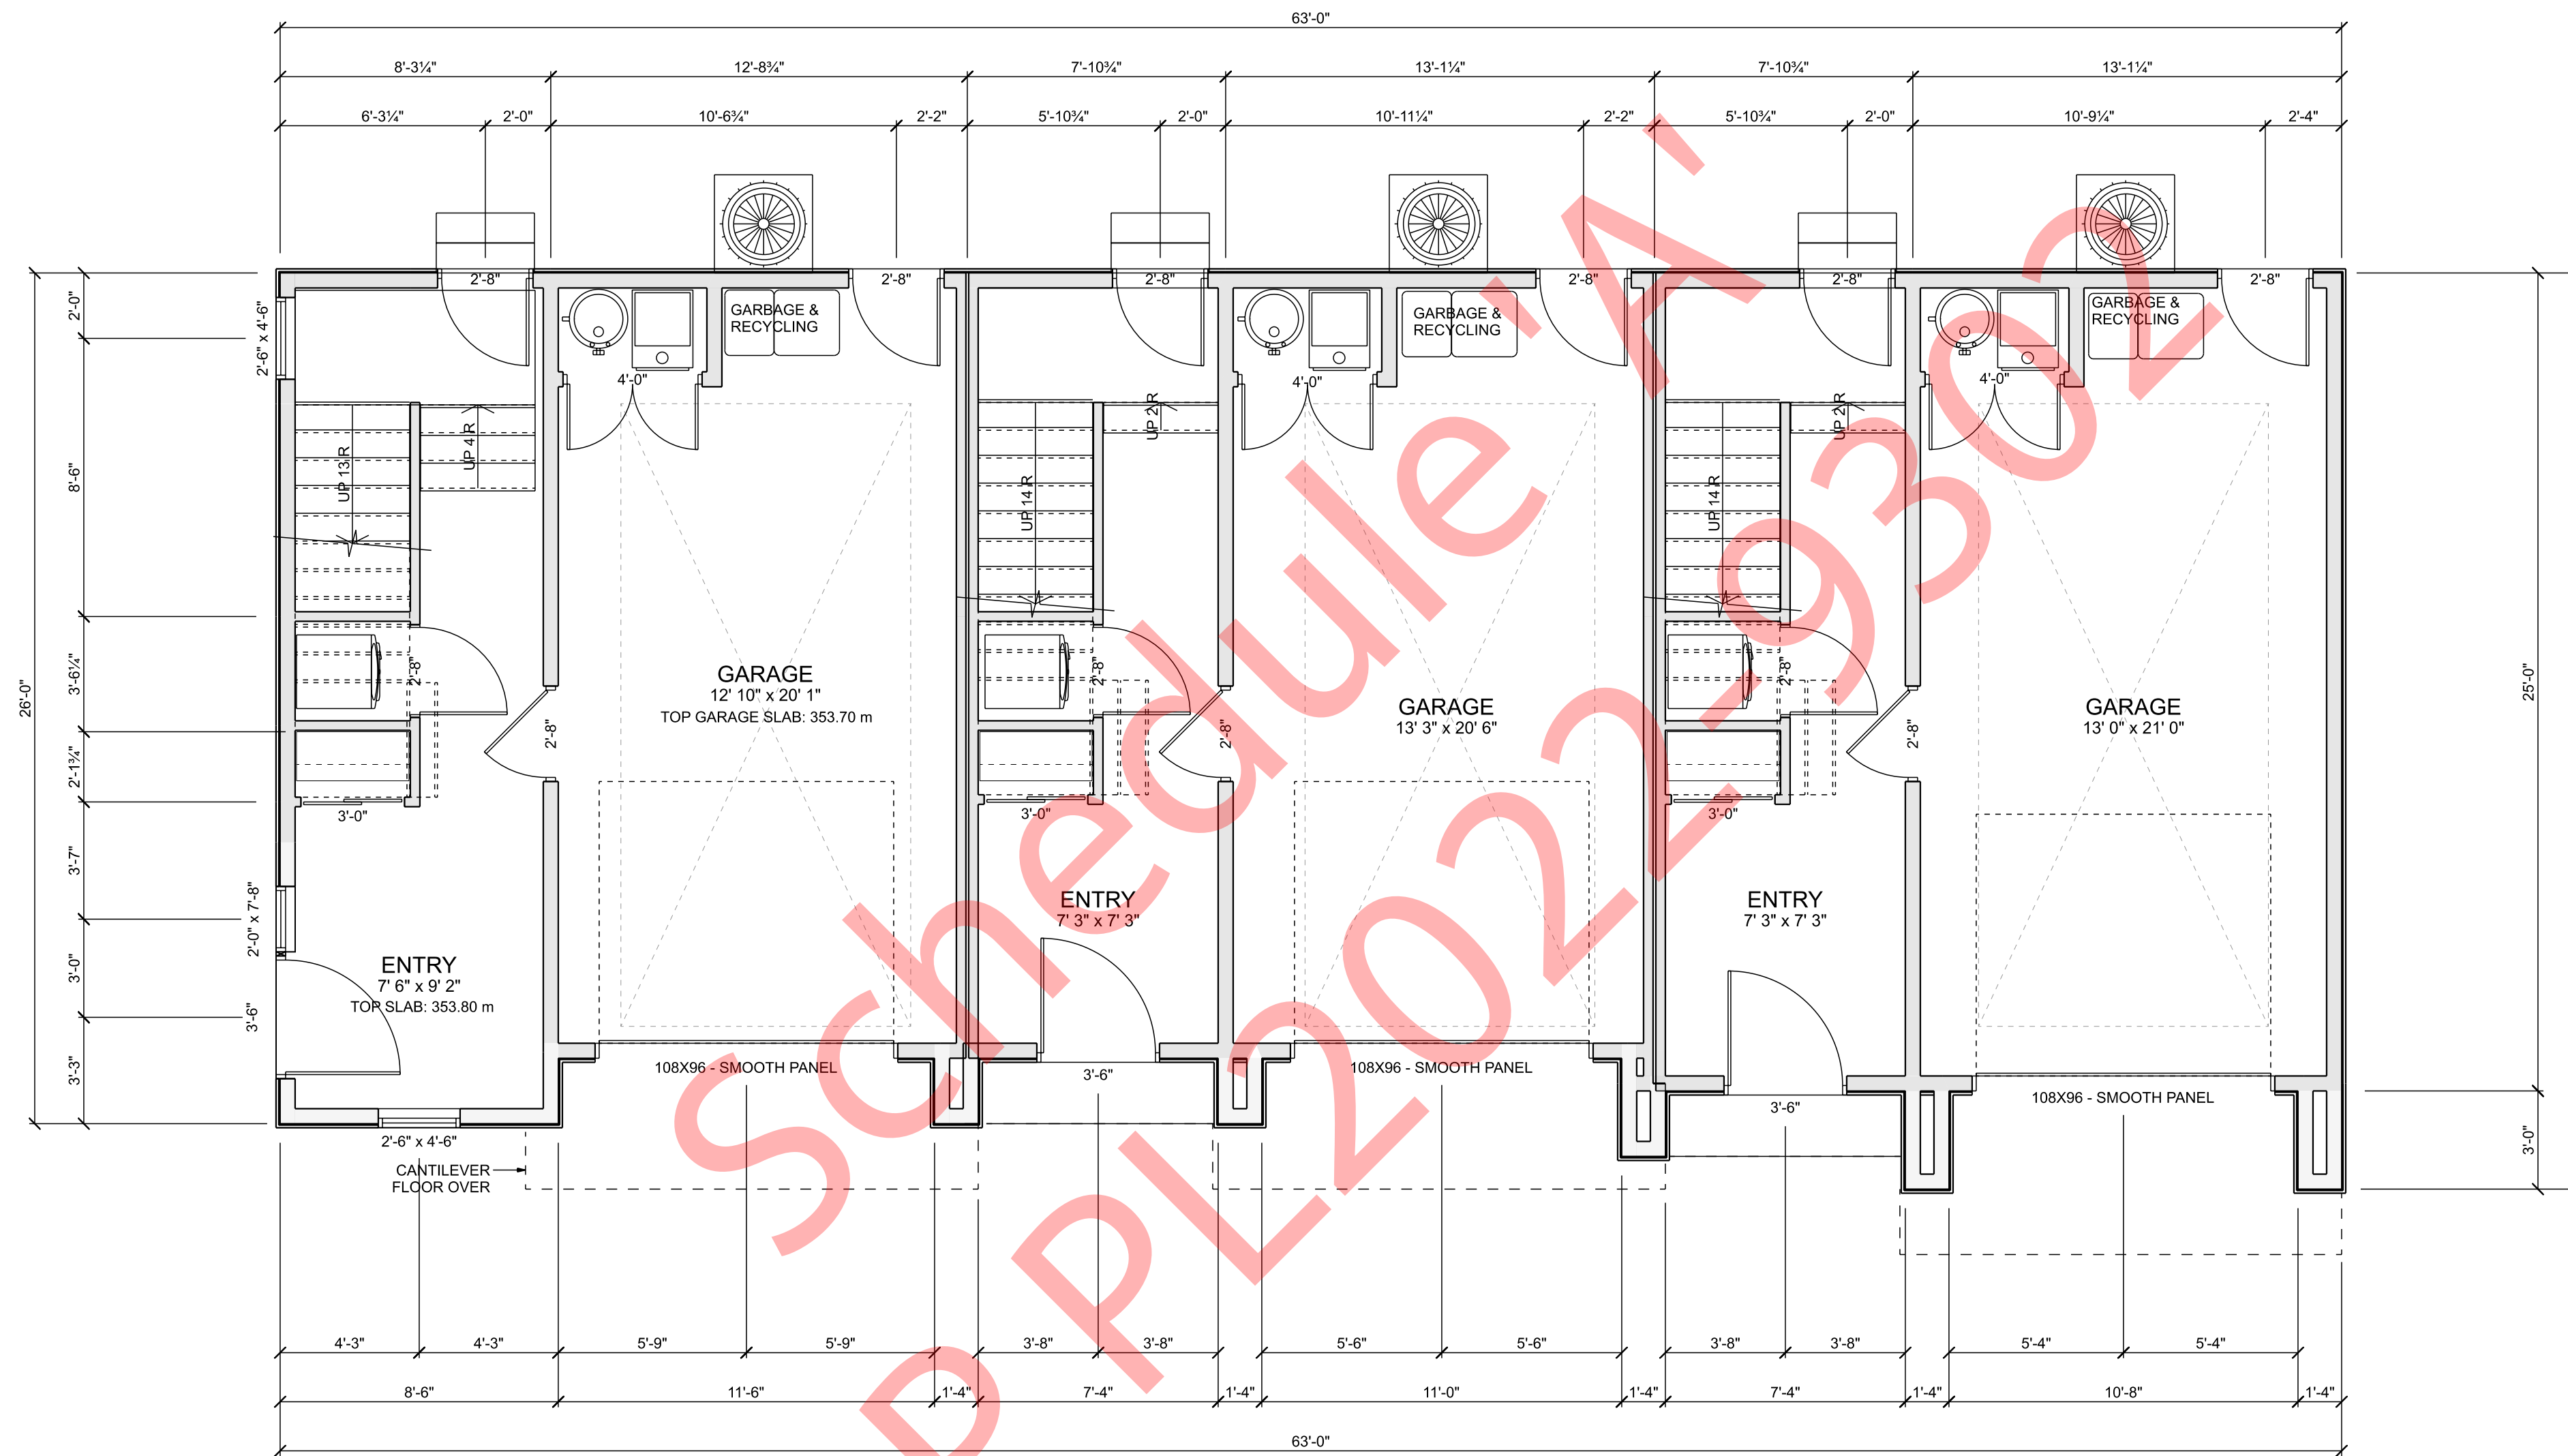 63'-0"
8'-3¼" 12'-8¾" 7'-10¾" 13'-1¼" 7'-10¾" 13'-1¼"
6'-3¼" 2'-0" 10'-6¾" 2'-2" 5'-10¾" 2'-0" 10'-11¼" 2'-2" 5'-10¾" 2'-0" 10'-9¼" 2'-4"
2'-8" 2'-8" 2'-8" 2'-8" 2'-8" 2'-8"
2'-0"
2'-6" x 4'-6"
GARBAGE &
RECYCLING
GARBAGE &
RECYCLING
GARBAGE &
RECYCLING
4'-0" 4'-0" 4'-0"
8'-6"
UP 13 R
UP 4 R
UP 14 R
UP 2 R
UP 14 R
UP 2 R
26'-0"
25'-0"
3'-6¼"
2'-8" 2'-8" 2'-8"
GARAGE
12' 10" x 20' 1"
TOP GARAGE SLAB: 353.70 m
GARAGE
13' 3" x 20' 6"
GARAGE
13' 0" x 21' 0"
2'-8" 2'-8" 2'-8"
2'-1¾"
3'-0" 3'-0" 3'-0"
3'-7"
2'-0" x 7'-8"
ENTRY
7' 6" x 9' 2"
TOP SLAB: 353.80 m
ENTRY
7' 3" x 7' 3"
ENTRY
7' 3" x 7' 3"
3'-0"
3'-6"
3'-3"
108X96 - SMOOTH PANEL
3'-6"
108X96 - SMOOTH PANEL
3'-6"
108X96 - SMOOTH PANEL
3'-0"
2'-6" x 4'-6"
CANTILEVER
FLOOR OVER
4'-3" 4'-3" 5'-9" 5'-9" 3'-8" 3'-8" 5'-6" 5'-6" 3'-8" 3'-8" 5'-4" 5'-4"
8'-6" 11'-6" 1'-4" 7'-4" 1'-4" 11'-0" 1'-4" 7'-4" 1'-4" 10'-8" 1'-4"
63'-0"
Schedule 'A'
PL2022-9302